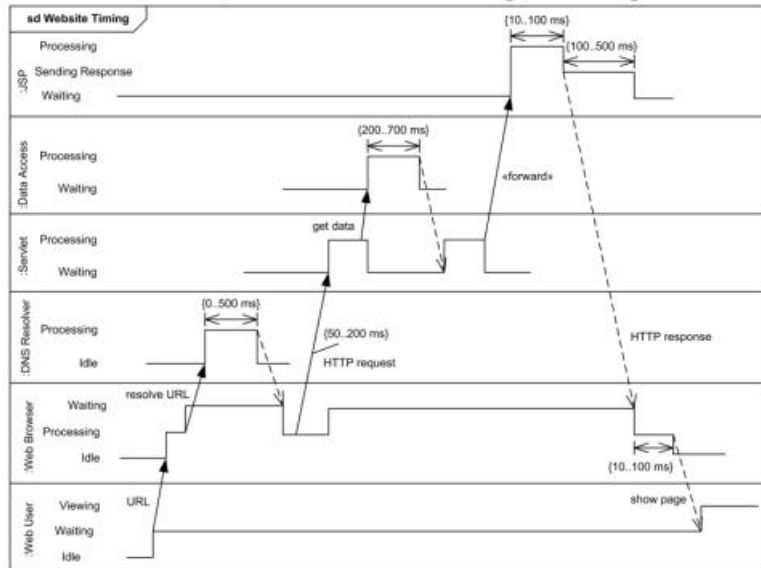 sd Website Timing
{10..100 ms}
Processing
{100..500 ms}
Sending Response
:JSP
Waiting
{200..700 ms}
Processing
:Data Access
Waiting
«forward»
get data
Processing
:Servlet
Waiting
{0..500 ms}
Processing
:DNS Resolver
{50..200 ms}
HTTP response
Idle
HTTP request
resolve URL
Waiting
Processing
:Web Browser
Idle
{10..100 ms}
Viewing
URL
show page
:Web User
Waiting
Idle